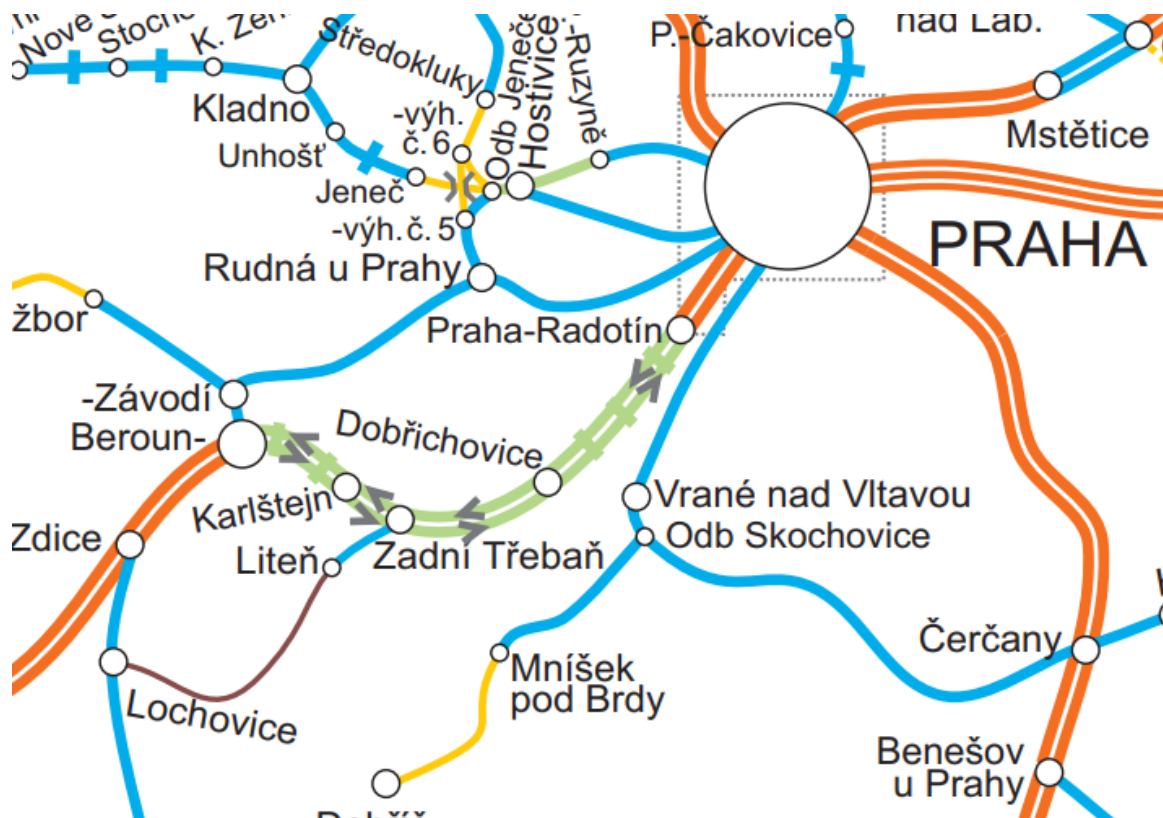 Nové
Stoch
K. Žen
Středokluky
Odb Jeneč
Hostivice
-Ruzyně
P.-Čakovice
nad Lab.
Kladno
-výh.
č. 6
Mstětice
Unhošť
Jeneč
-výh. č. 5
PRAHA
Rudná u Prahy
žbor
Praha-Radotín
-Závodí
Beroun-
Dobřichovice
Karlštejn
Vrané nad Vltavou
Zdice
Odb Skochovice
Liteň
Zadní Třebaň
Čerčany
Mníšek
pod Brdy
Lochovice
Benešov
u Prahy